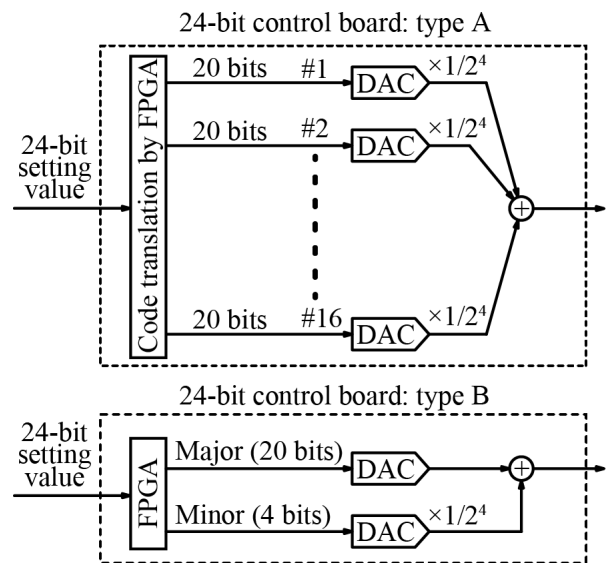 24-bit control board: type A
24-bit
setting
value
Code translation by FPGA
20 bits #1 DAC ×1/2⁴
20 bits #2 DAC ×1/2⁴
20 bits #16 DAC ×1/2⁴
+
24-bit control board: type B
24-bit
setting
value
FPGA
Major (20 bits) DAC
+
Minor (4 bits) DAC ×1/2⁴